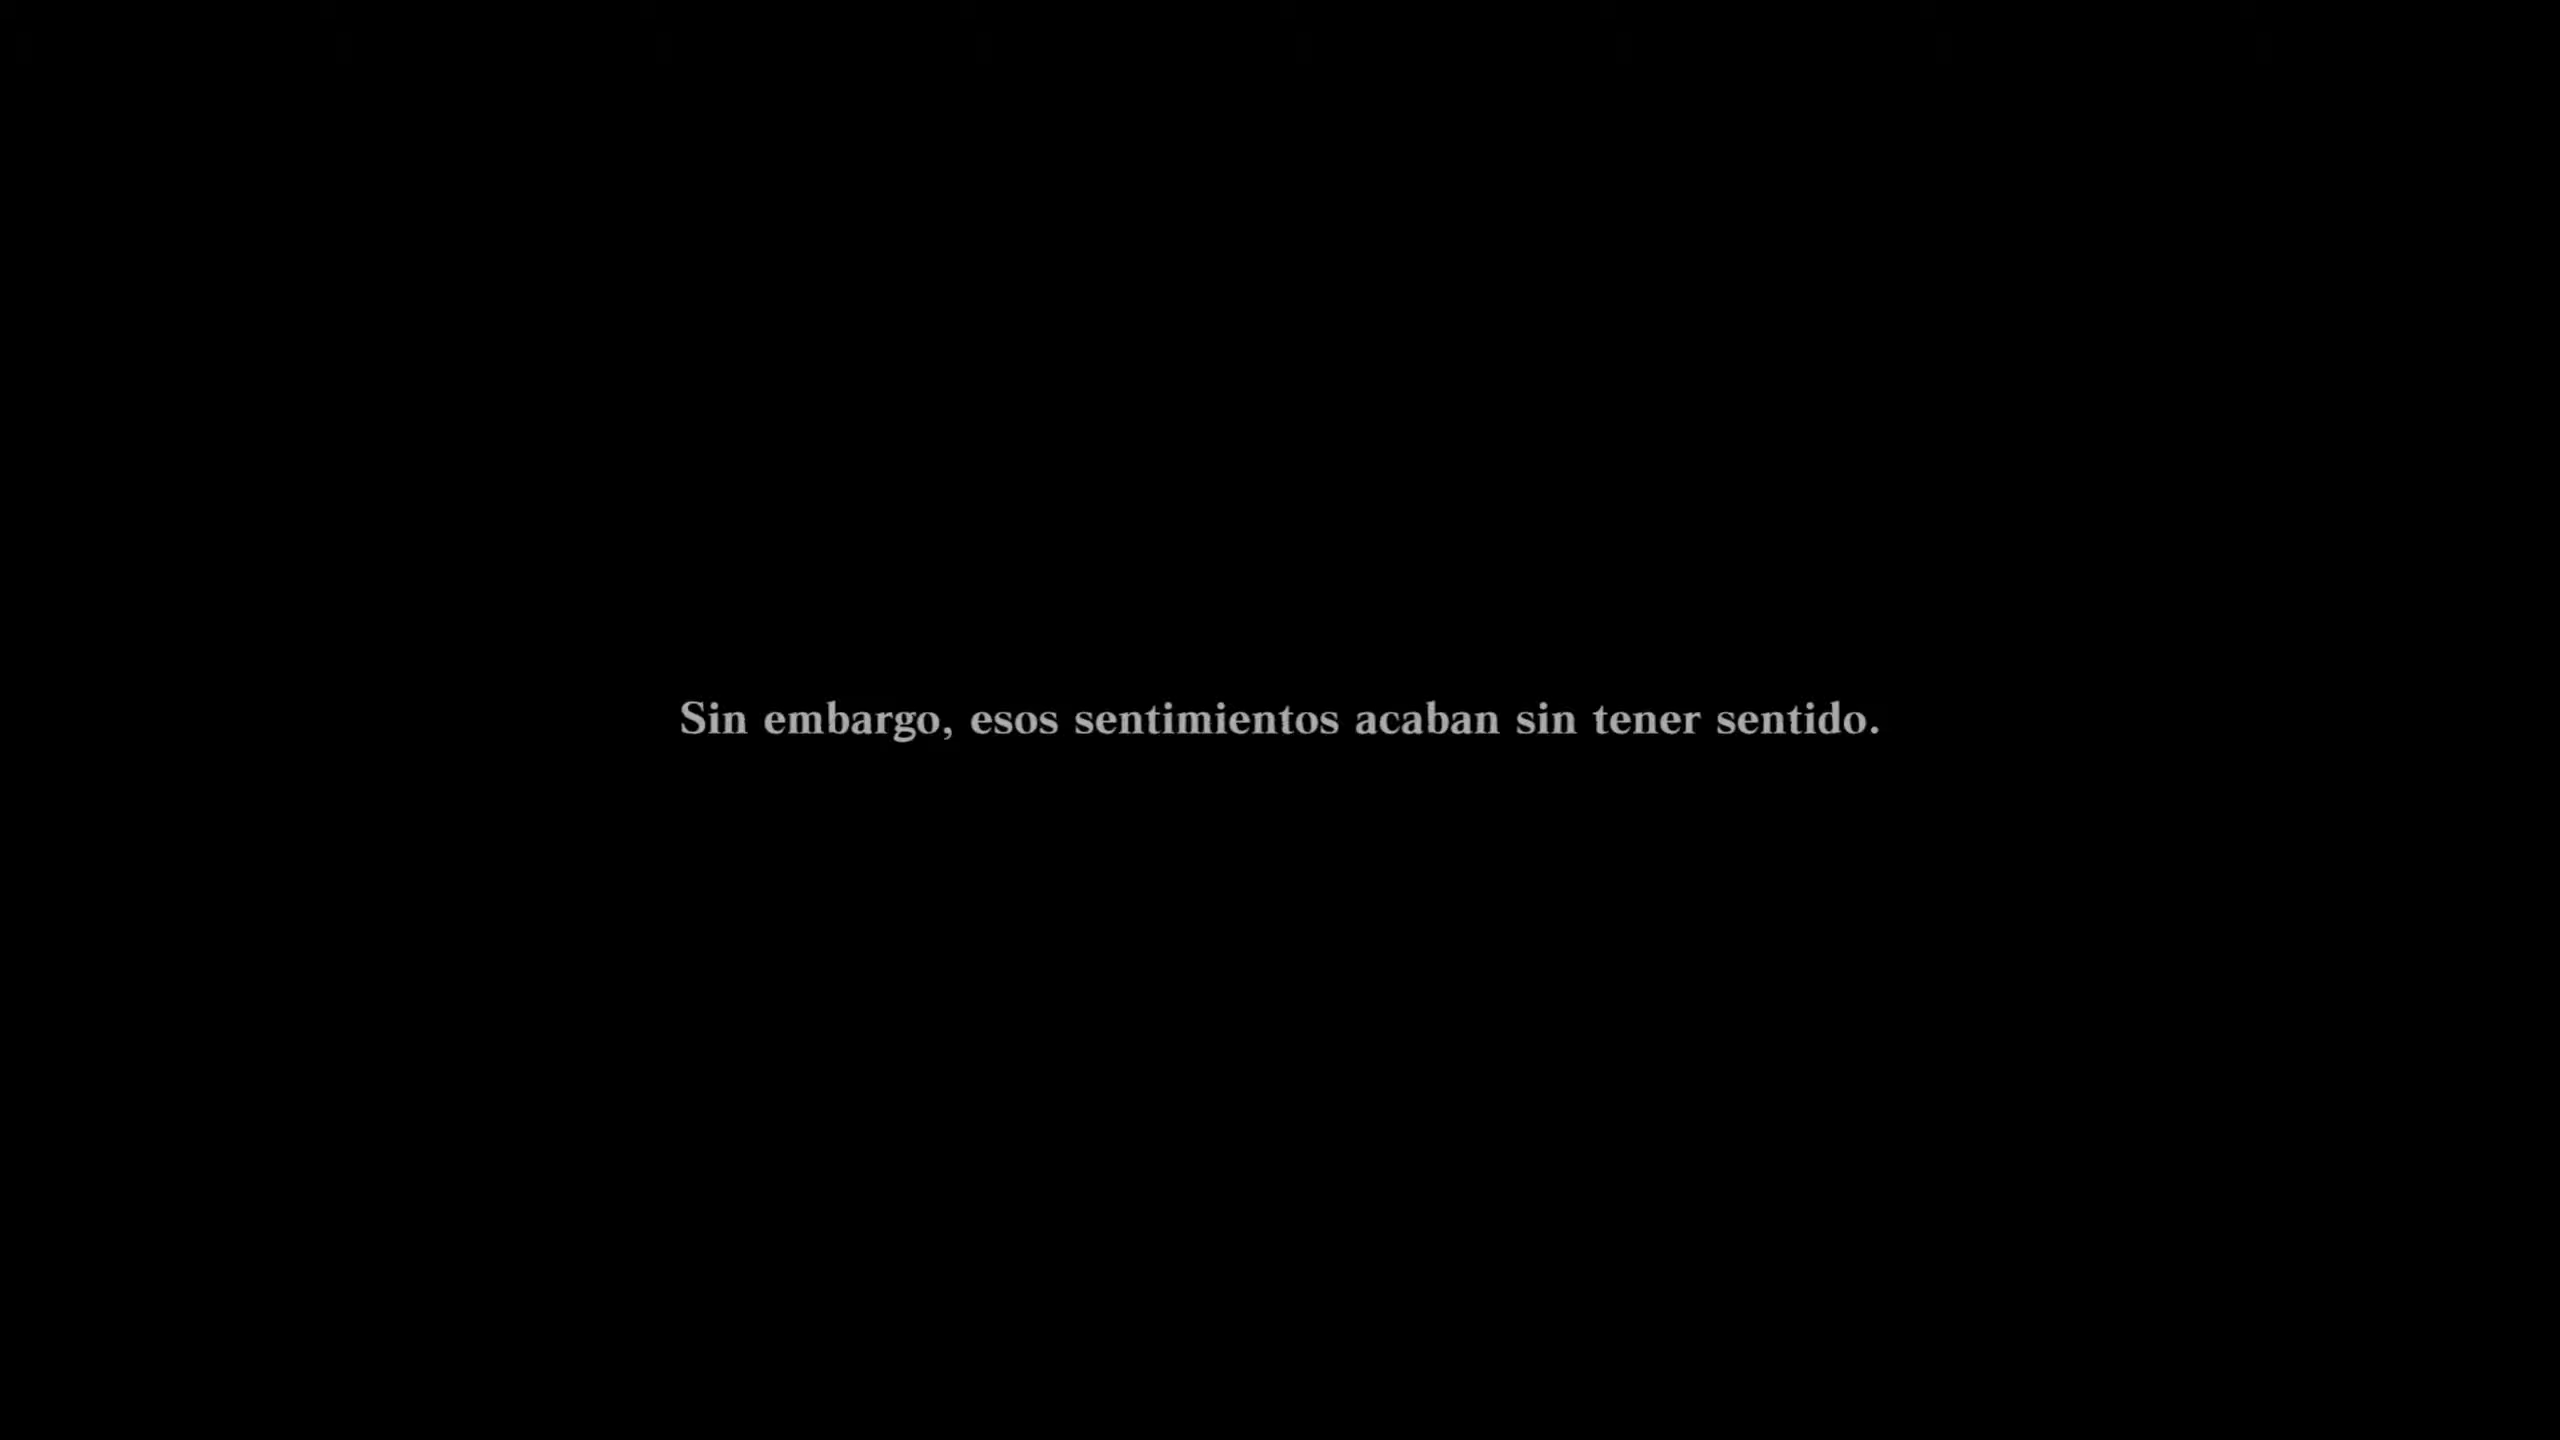 Sin embargo, esos sentimientos acaban sin tener sentido.